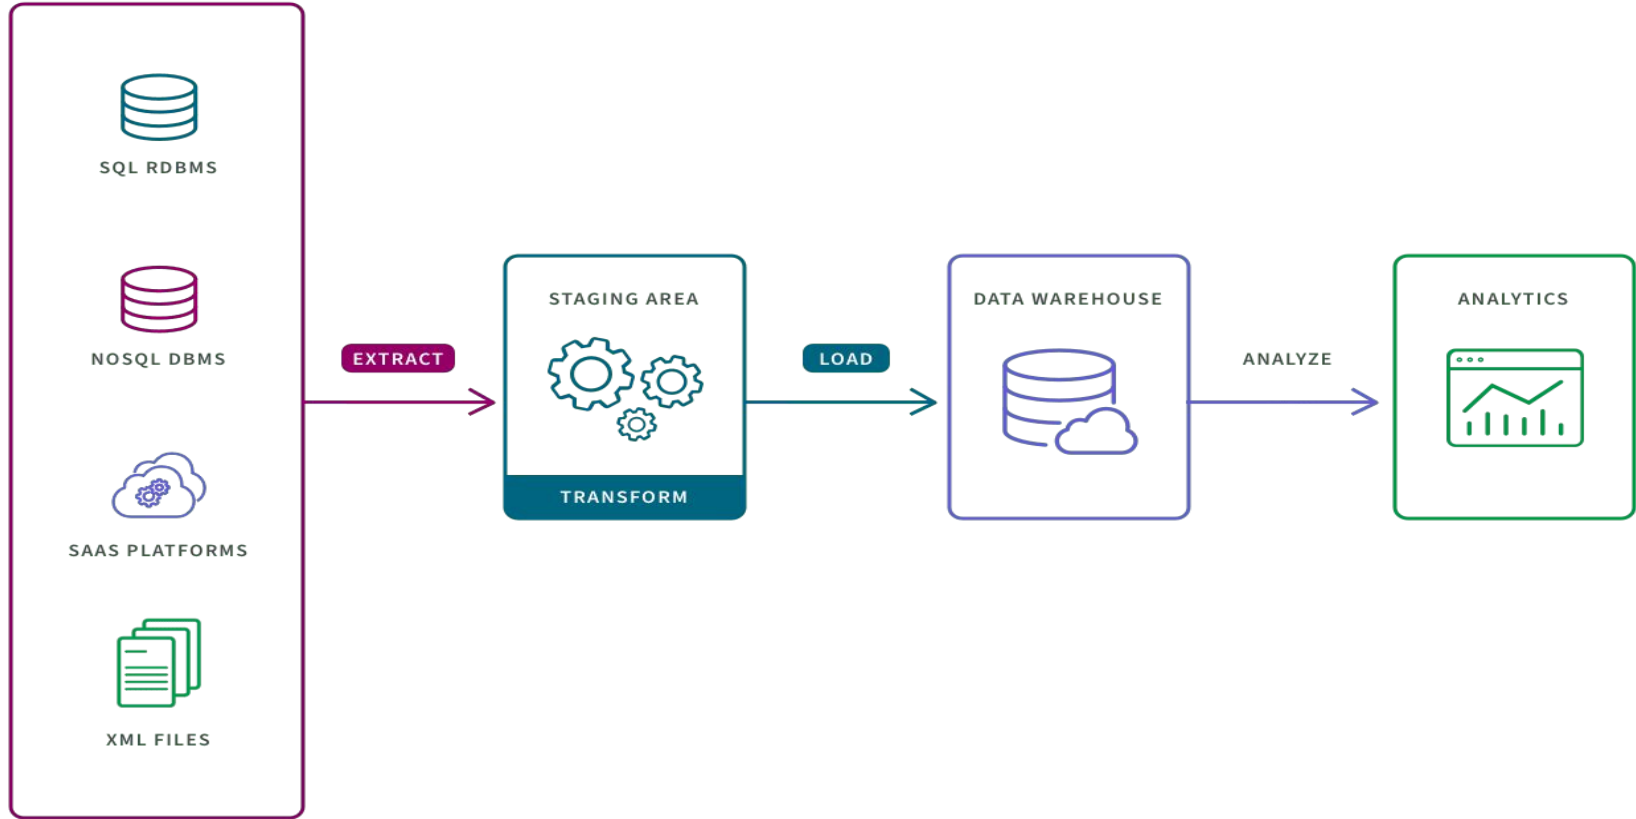 SQL RDBMS
NOSQL DBMS
SAAS PLATFORMS
XML FILES
EXTRACT
STAGING AREA
TRANSFORM
LOAD
DATA WAREHOUSE
ANALYZE
ANALYTICS